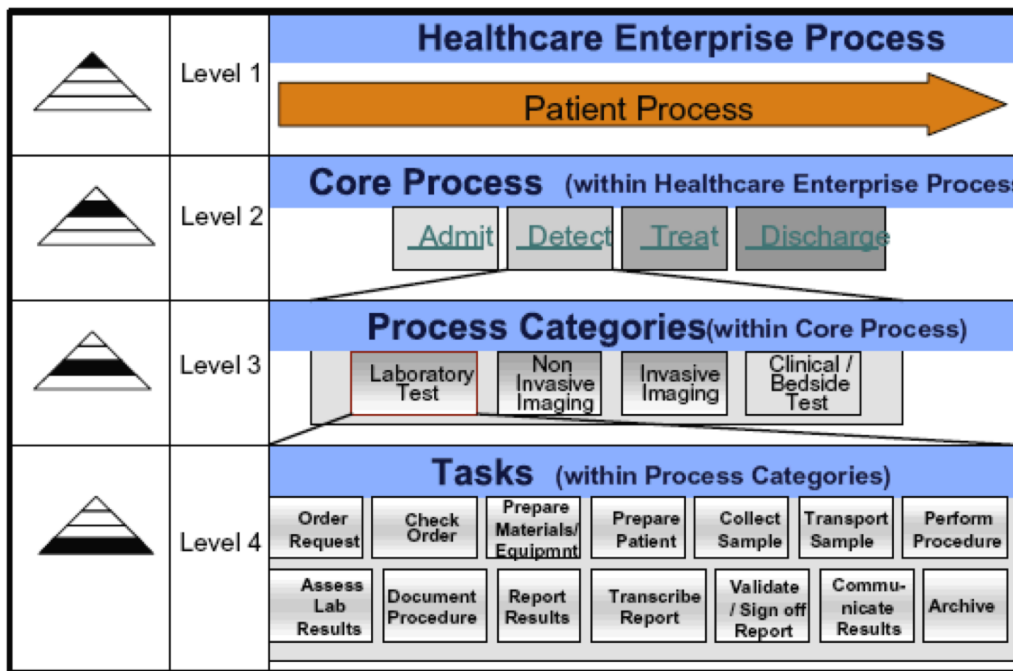 Healthcare Enterprise Process
Level 1
Patient Process
Core Process (within Healthcare Enterprise Process
Level 2
Admit
Detect
Treat
Discharge
Process Categories(within Core Process)
Level 3
Laboratory
Test
Non
Invasive
Imaging
Invasive
Imaging
Clinical /
Bedside
Test
Tasks (within Process Categories)
Level 4
Order
Request
Check
Order
Prepare
Materials/
Equipmnt
Prepare
Patient
Collect
Sample
Transport
Sample
Perform
Procedure
Assess
Lab
Results
Document
Procedure
Report
Results
Transcribe
Report
Validate
/ Sign off
Report
Commu-
nicate
Results
Archive